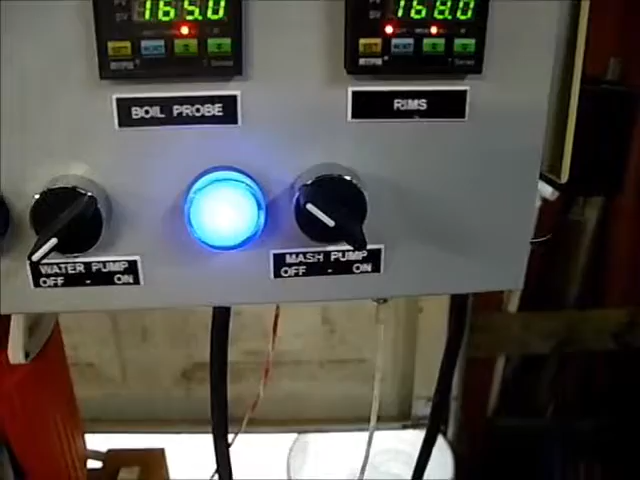 165.0
168.0
BOIL PROBE
RIMS
WATER PUMP
OFF - ON
MASH PUMP
OFF - ON